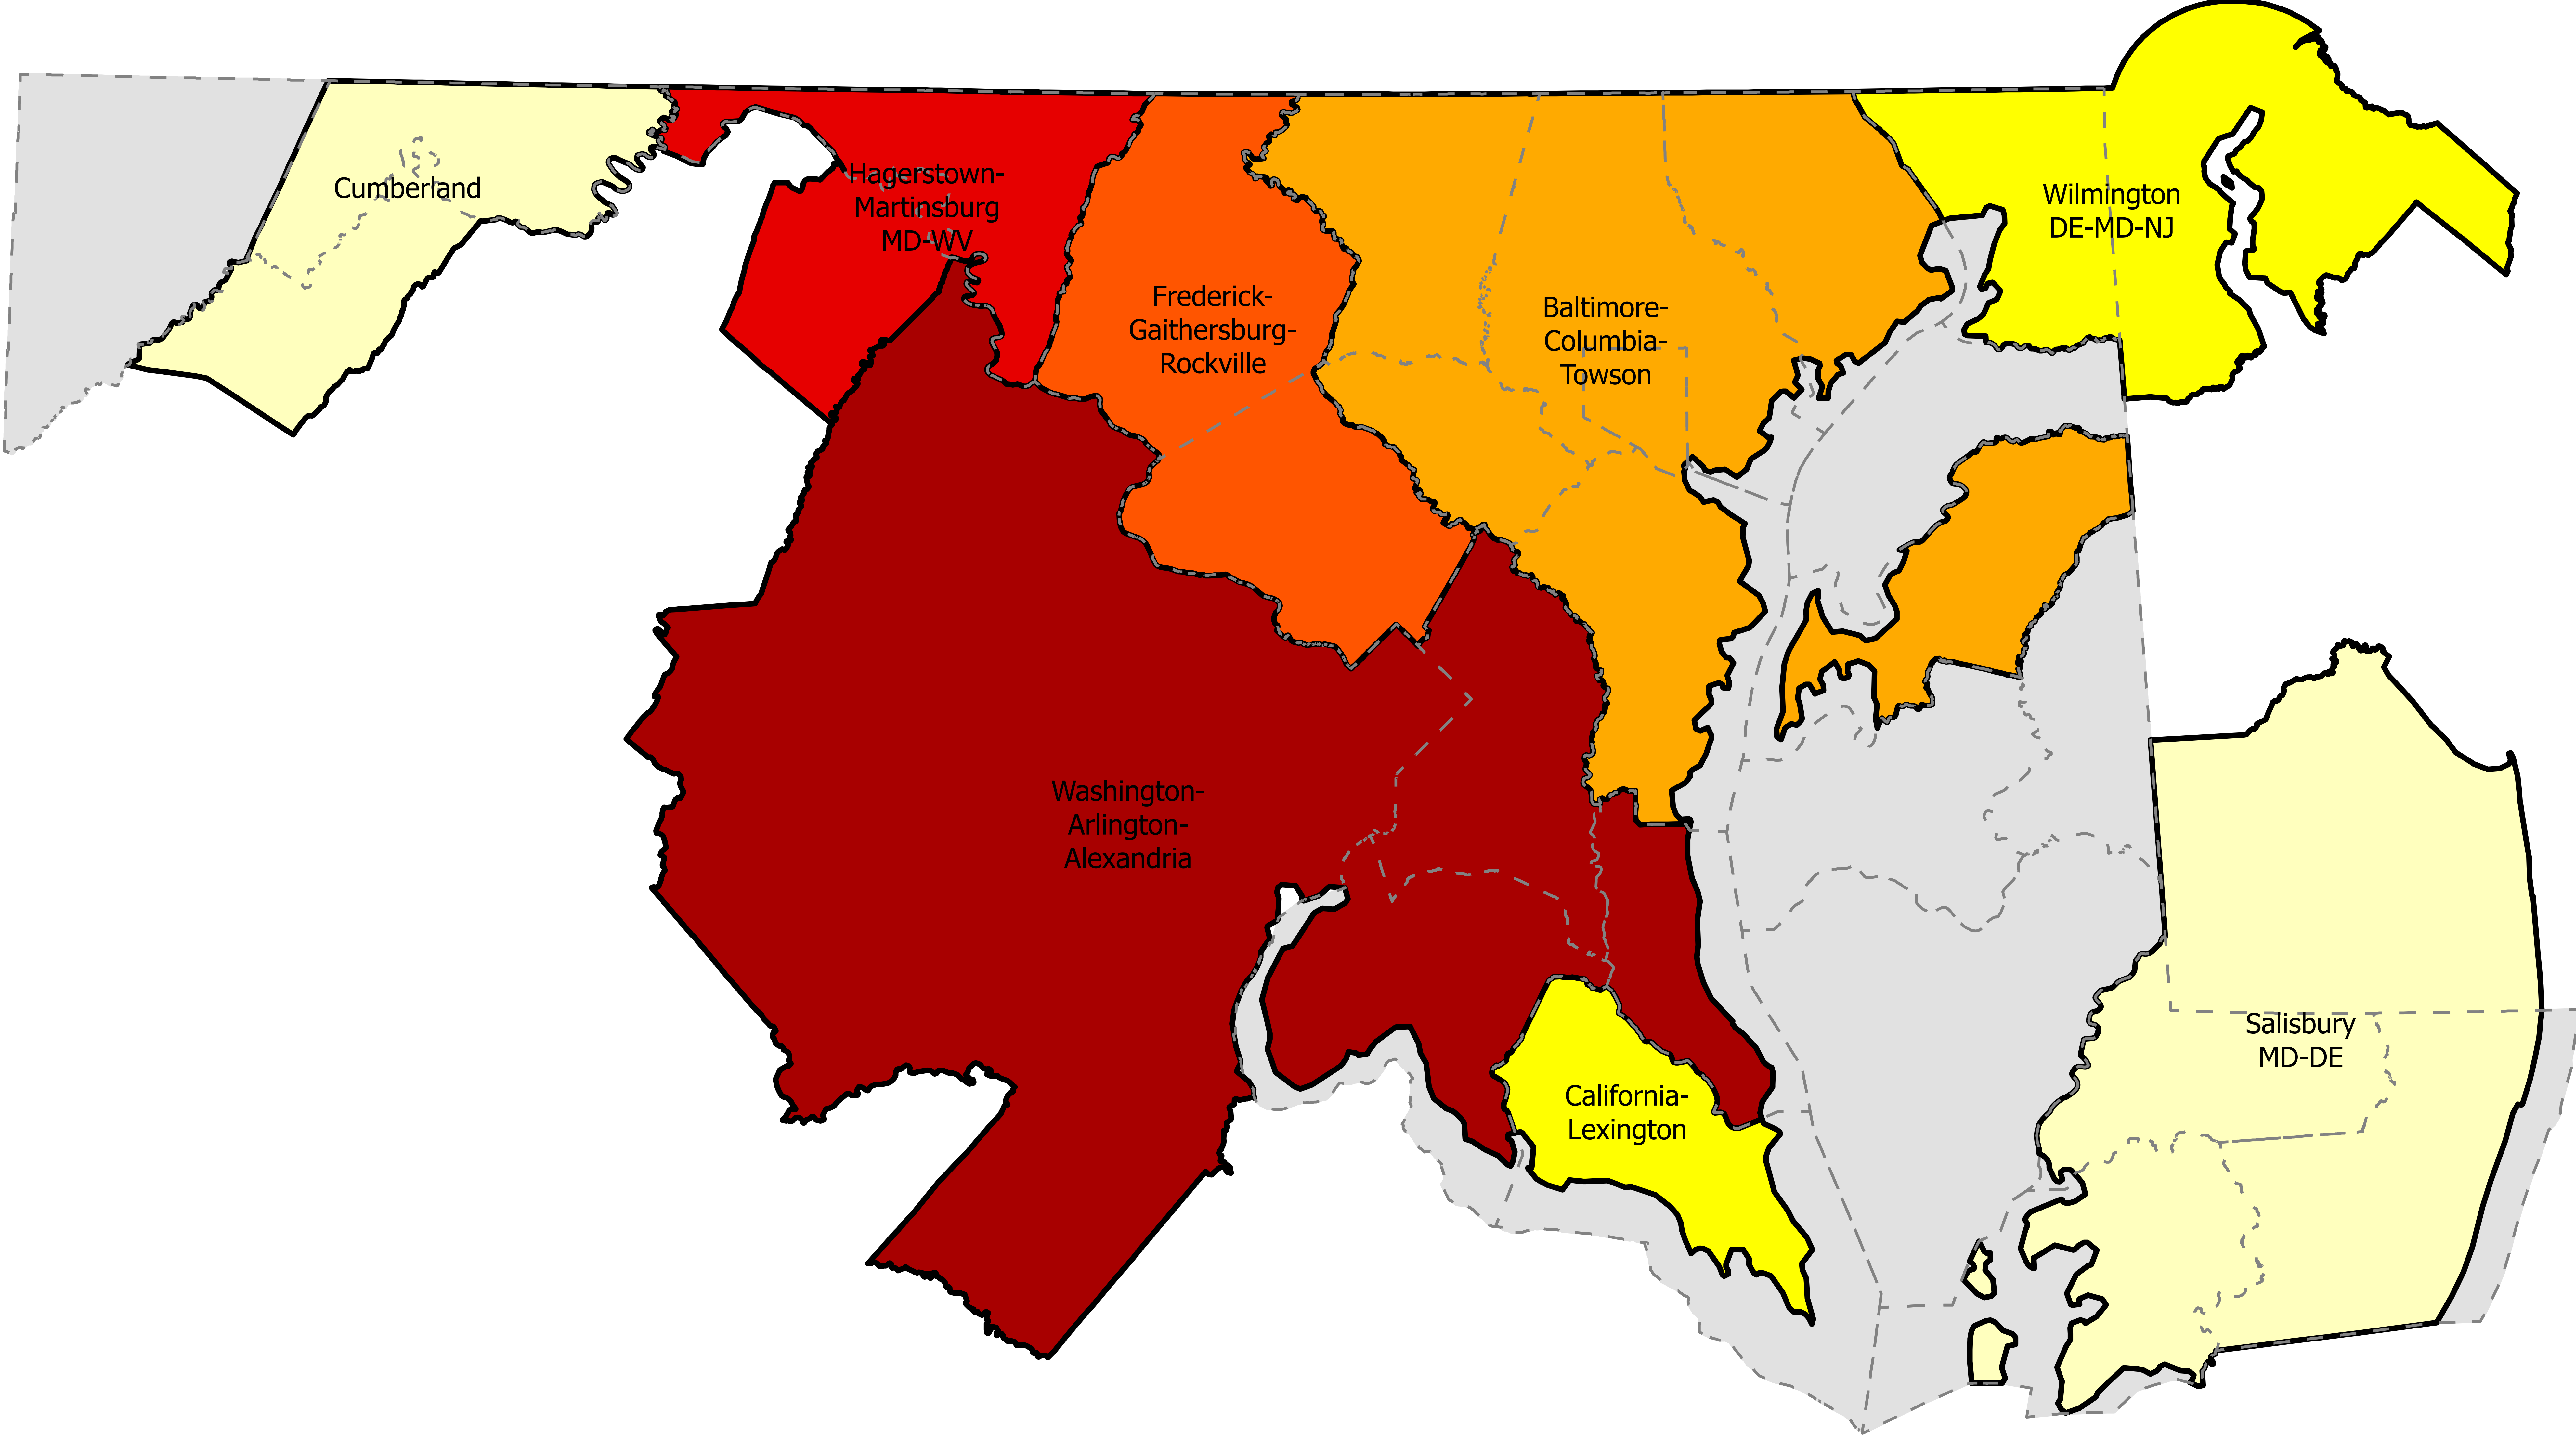 Cumberland
Hagerstown-
Martinsburg
MD-WV
Frederick-
Gaithersburg-
Rockville
Baltimore-
Columbia-
Towson
Wilmington
DE-MD-NJ
Washington-
Arlington-
Alexandria
California-
Lexington
Salisbury
MD-DE